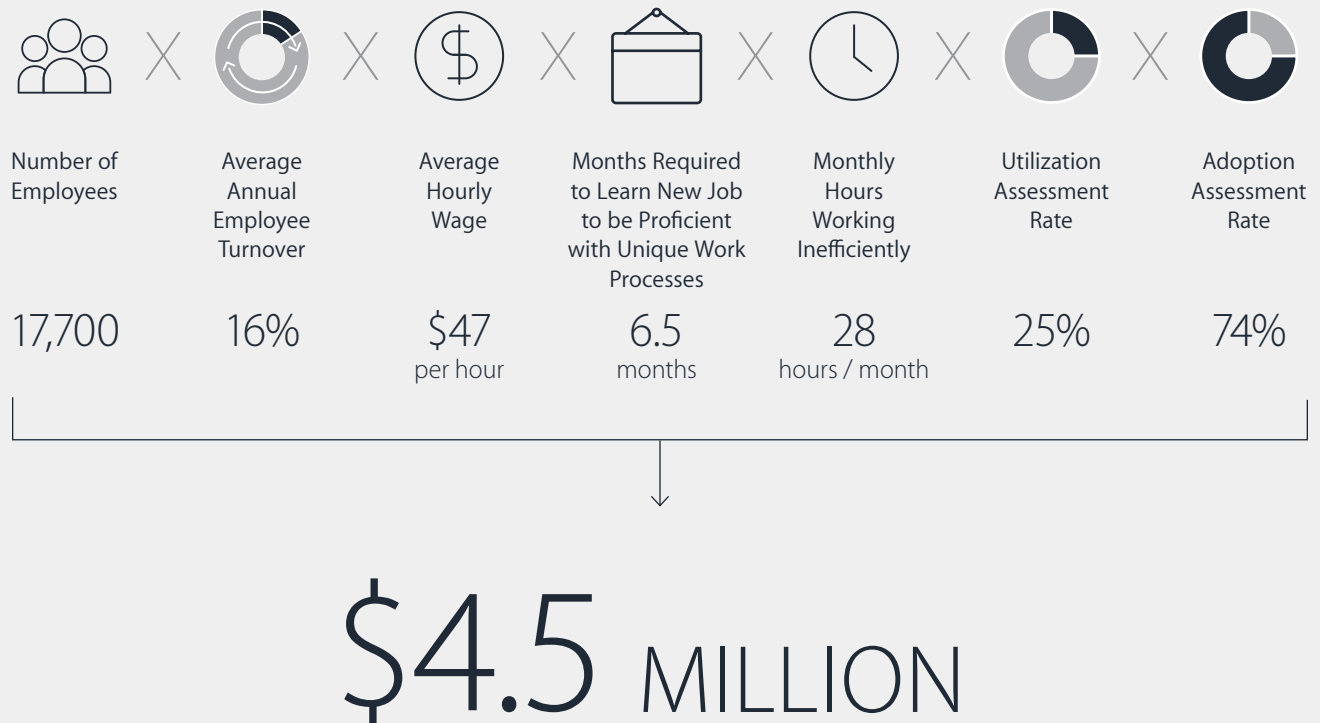 Number of
Employees
Average
Annual
Employee
Turnover
Average
Hourly
Wage
Months Required
to Learn New Job
to be Proficient
with Unique Work
Processes
Monthly
Hours
Working
Inefficiently
Utilization
Assessment
Rate
Adoption
Assessment
Rate
17,700
16%
$47
per hour
6.5
months
28
hours / month
25%
74%
$4.5 MILLION